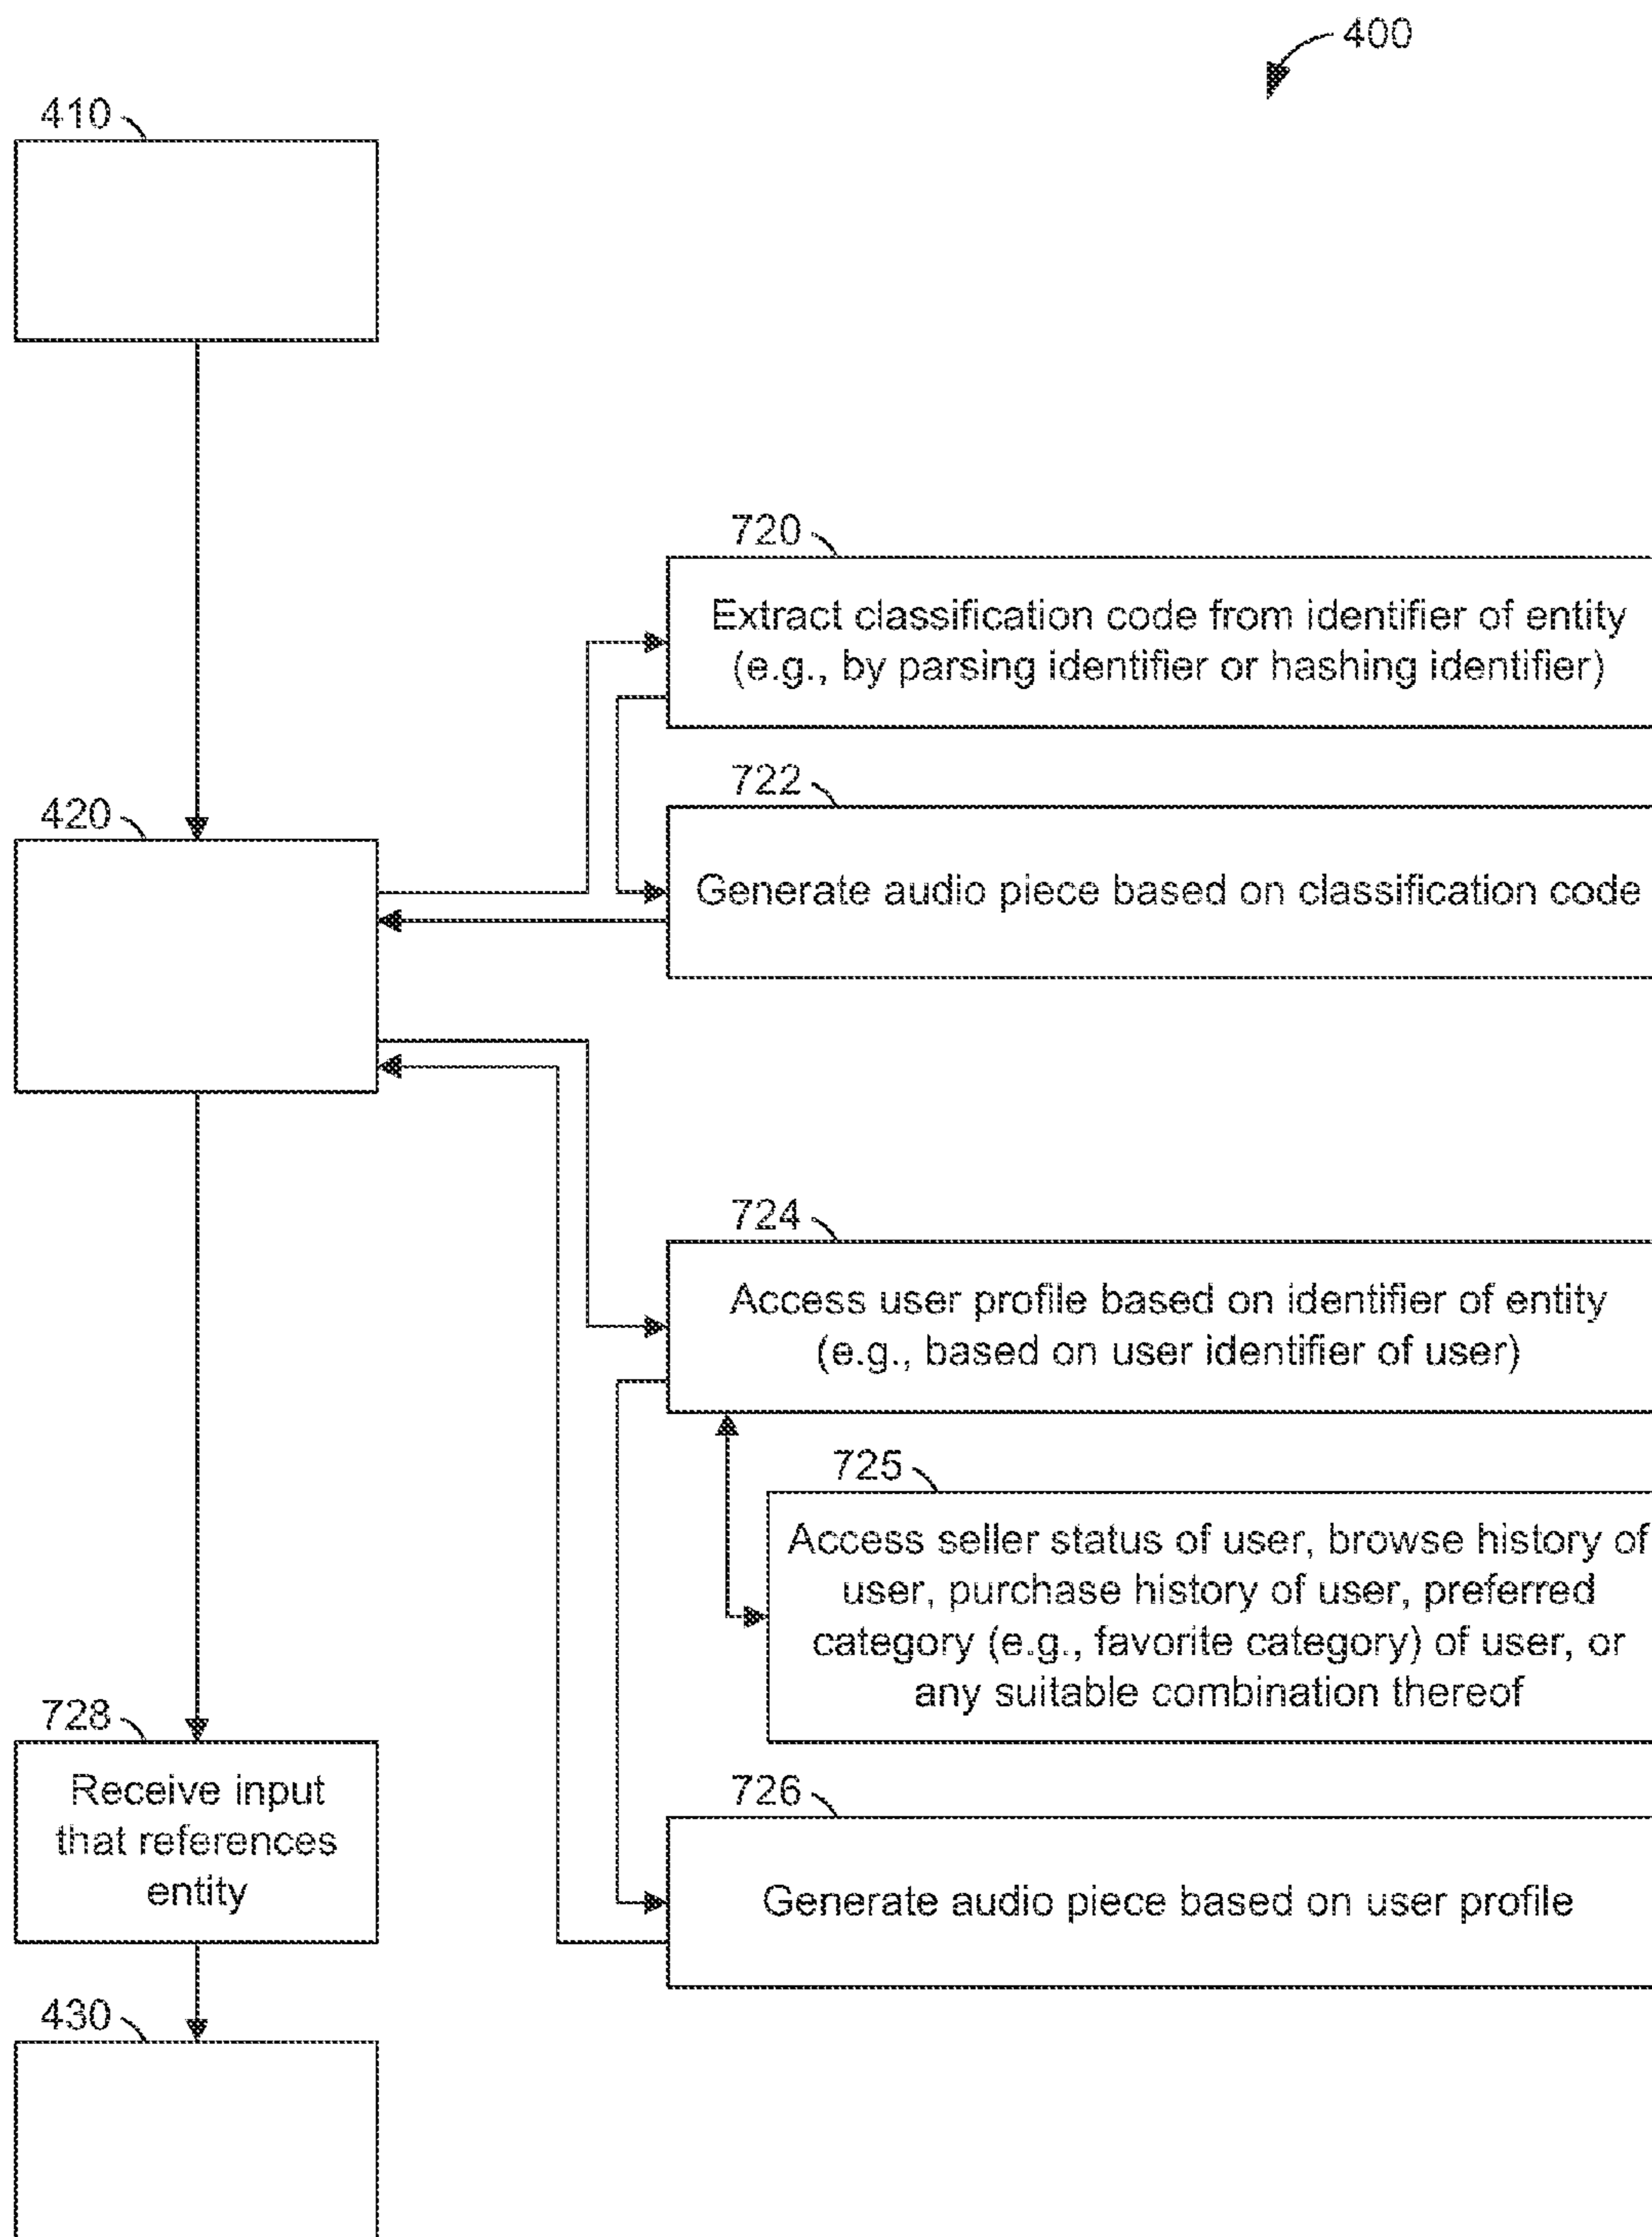 400
410
720
Extract classification code from identifier of entity
(e.g., by parsing identifier or hashing identifier)
722
Generate audio piece based on classification code
420
724
Access user profile based on identifier of entity
(e.g., based on user identifier of user)
725
Access seller status of user, browse history of
user, purchase history of user, preferred
category (e.g., favorite category) of user, or
any suitable combination thereof
728
Receive input
that references
entity
726
Generate audio piece based on user profile
430